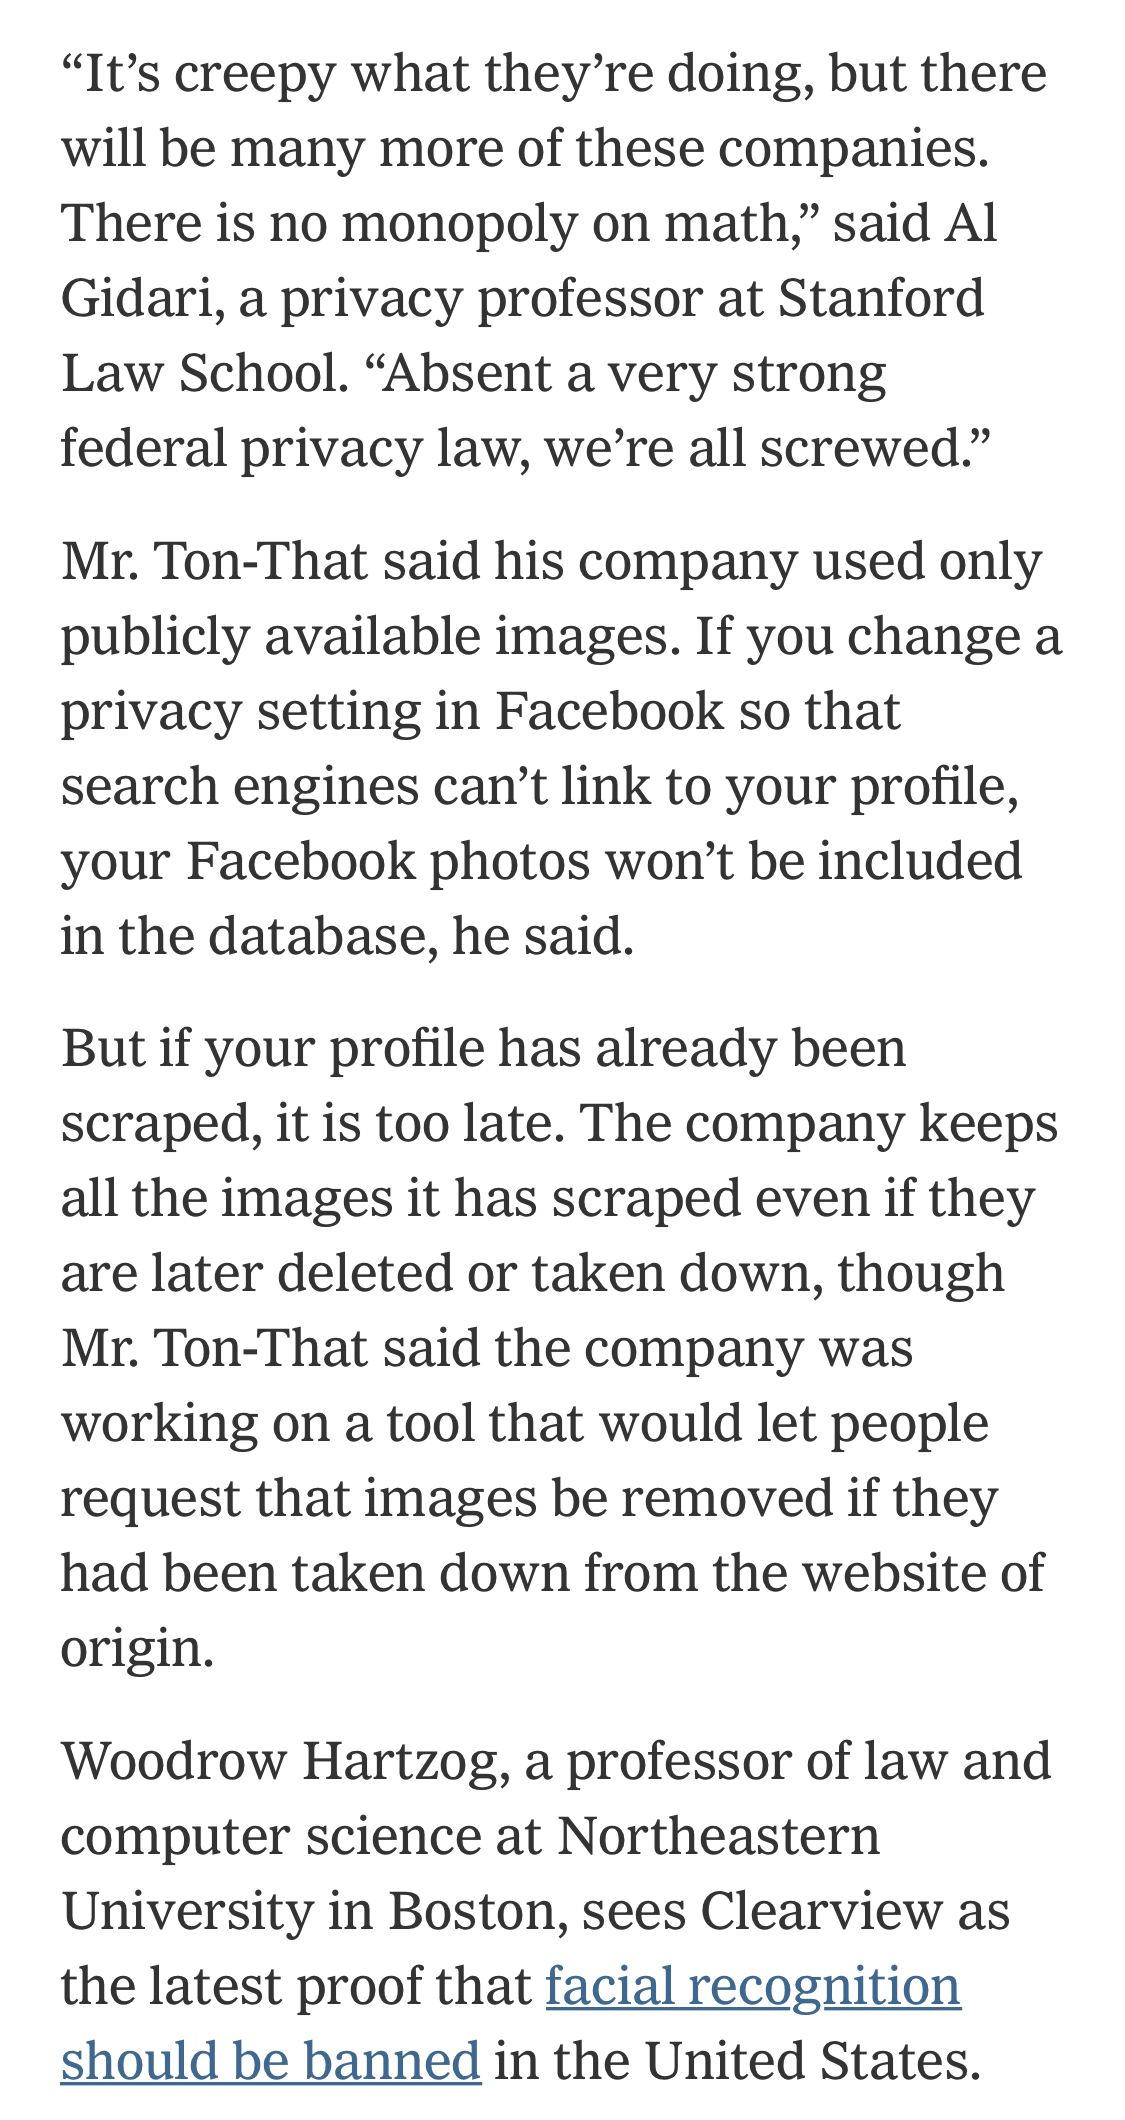 “It’s creepy what they’re doing, but there
will be many more of these companies.
There is no monopoly on math,” said Al
Gidari, a privacy professor at Stanford
Law School. “Absent a very strong
federal privacy law, we’re all screwed.”
Mr. Ton-That said his company used only
publicly available images. If you change a
privacy setting in Facebook so that
search engines can’t link to your profile,
your Facebook photos won’t be included
in the database, he said.
But if your profile has already been
scraped, it is too late. The company keeps
all the images it has scraped even if they
are later deleted or taken down, though
Mr. Ton-That said the company was
working on a tool that would let people
request that images be removed if they
had been taken down from the website of
origin.
Woodrow Hartzog, a professor of law and
computer science at Northeastern
University in Boston, sees Clearview as
the latest proof that facial recognition
should be banned in the United States.